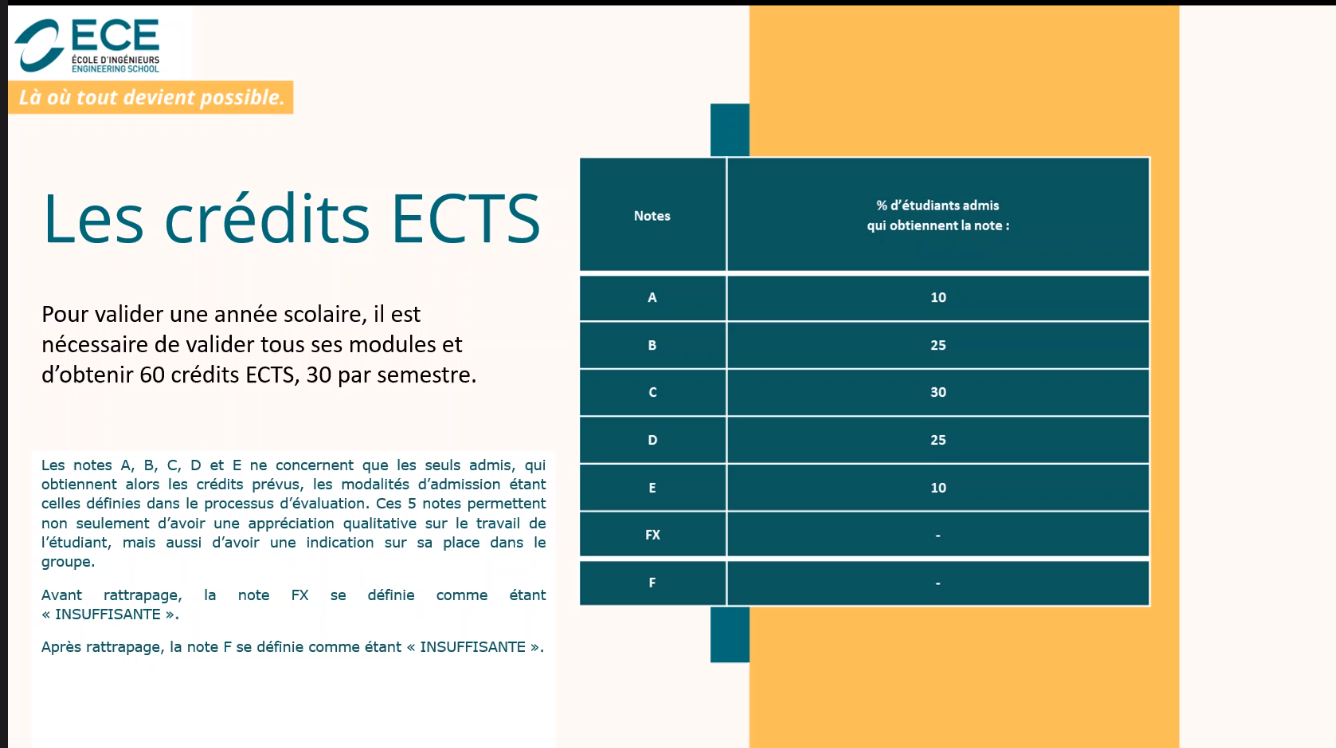 ECE
ÉCOLE D'INGÉNIEURS
ENGINEERING SCHOOL
Là où tout devient possible.
Les crédits ECTS
Pour valider une année scolaire, il est
nécessaire de valider tous ses modules et
d'obtenir 60 crédits ECTS, 30 par semestre.
Les notes A, B, C, D et E ne concernent que les seuls admis, qui
obtiennent alors les crédits prévus, les modalités d'admission étant
celles définies dans le processus d'évaluation. Ces 5 notes permettent
non seulement d'avoir une appréciation qualitative sur le travail de
l'étudiant, mais aussi d'avoir une indication sur sa place dans le
groupe.
Avant rattrapage, la note FX se définie comme étant
« INSUFFISANTE ».
Après rattrapage, la note F se définie comme étant « INSUFFISANTE ».
Notes
% d'étudiants admis
qui obtiennent la note :
A 10
B 25
C 30
D 25
E 10
FX -
F -